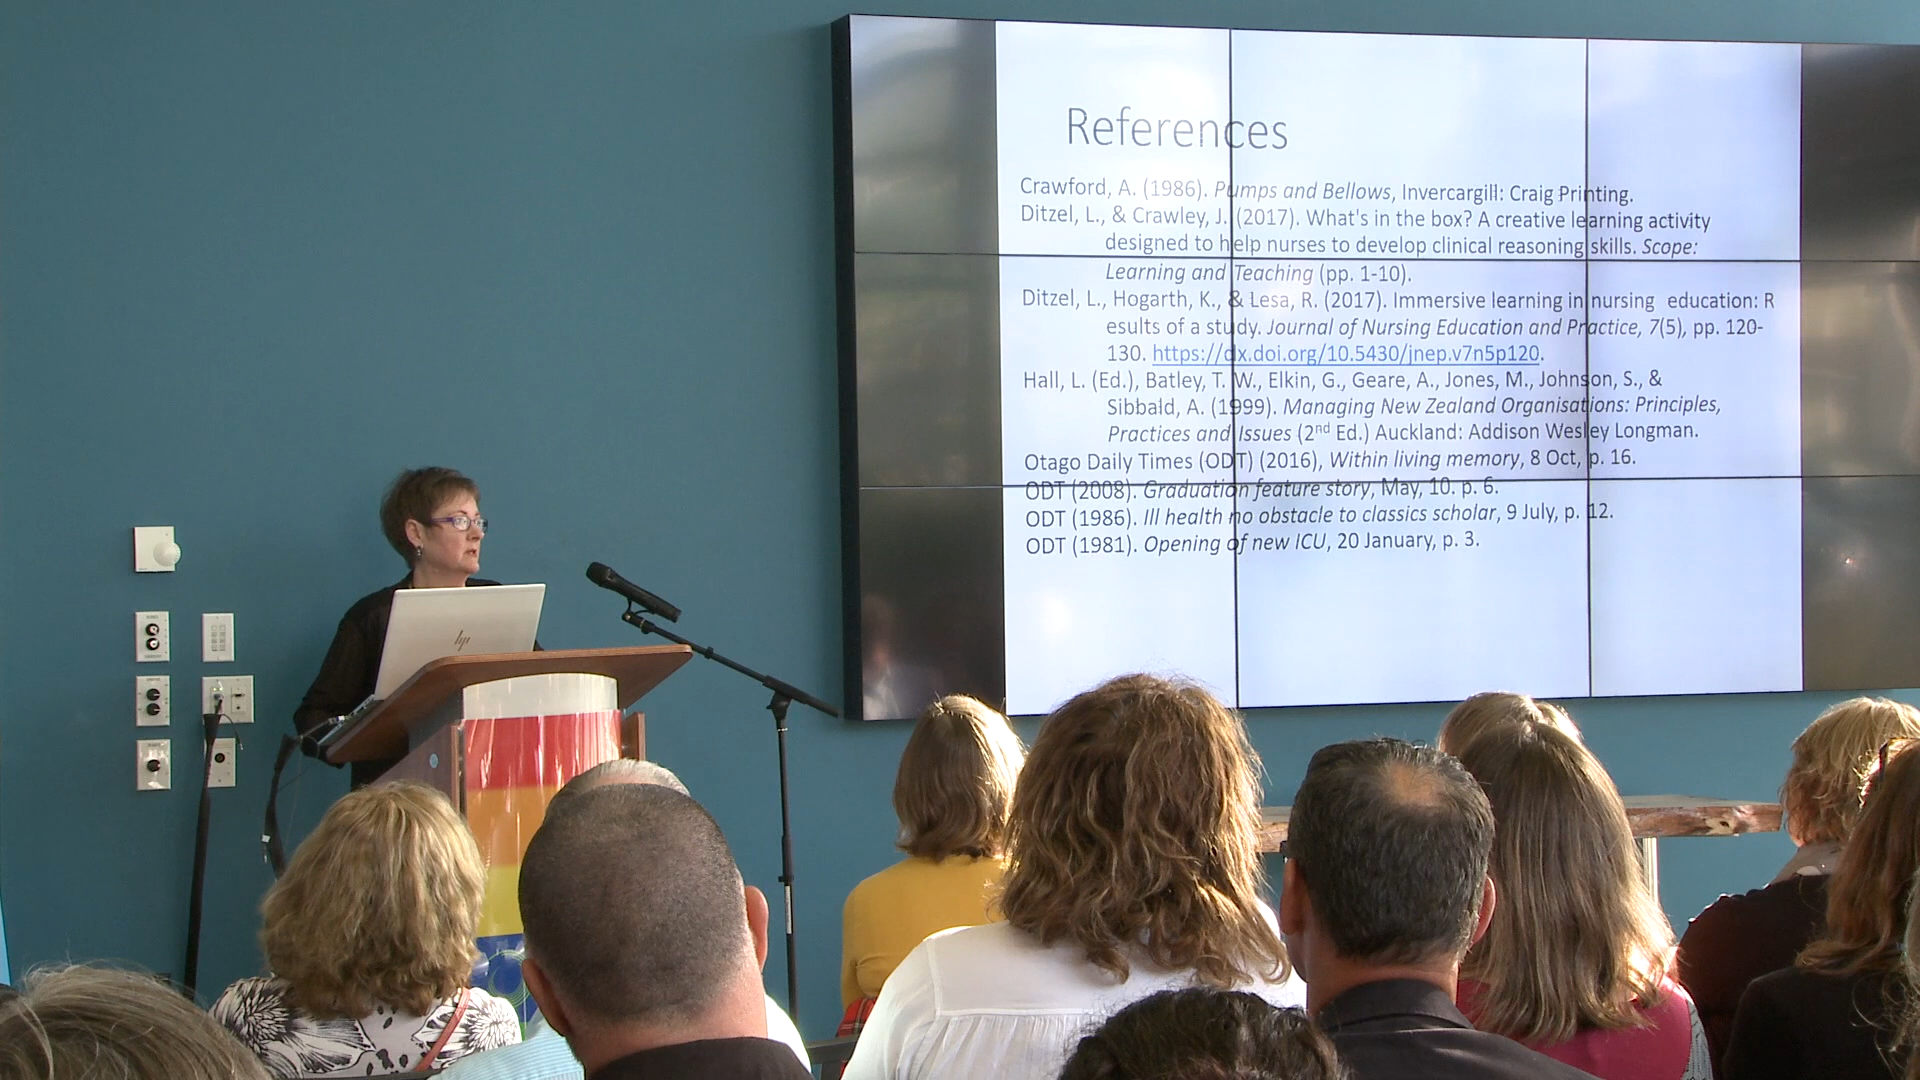 References
Crawford, A. (1986). Pumps and Bellows, Invercargill: Craig Printing.
Ditzel, L., & Crawley, J. (2017). What's in the box? A creative learning activity
designed to help nurses to develop clinical reasoning skills. Scope:
Learning and Teaching (pp. 1-10).
Ditzel, L., Hogarth, K., & Lesa, R. (2017). Immersive learning in nursing education: R
esults of a study. Journal of Nursing Education and Practice, 7(5), pp. 120-
130. https://dx.doi.org/10.5430/jnep.v7n5p120.
Hall, L. (Ed.), Batley, T. W., Elkin, G., Geare, A., Jones, M., Johnson, S., &
Sibbald, A. (1999). Managing New Zealand Organisations: Principles,
Practices and Issues (2nd Ed.) Auckland: Addison Wesley Longman.
Otago Daily Times (ODT) (2016), Within living memory, 8 Oct, p. 16.
ODT (2008). Graduation feature story, May, 10. p. 6.
ODT (1986). Ill health no obstacle to classics scholar, 9 July, p. 12.
ODT (1981). Opening of new ICU, 20 January, p. 3.
hp